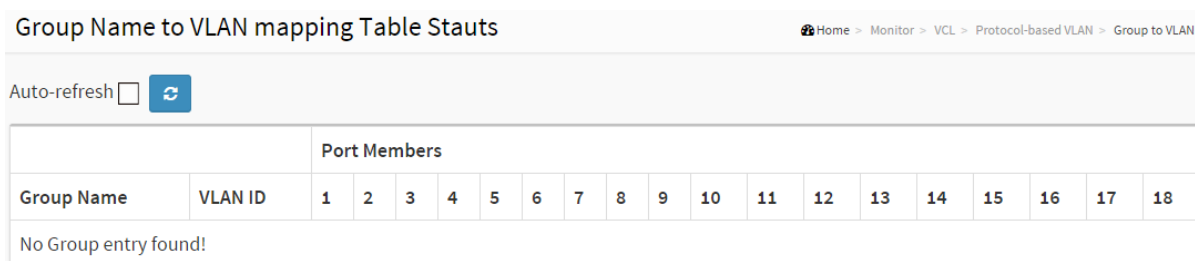 Group Name to VLAN mapping Table Stauts
Home > Monitor > VCL > Protocol-based VLAN > Group to VLAN
Auto-refresh
Port Members
Group Name VLAN ID 1 2 3 4 5 6 7 8 9 10 11 12 13 14 15 16 17 18
No Group entry found!